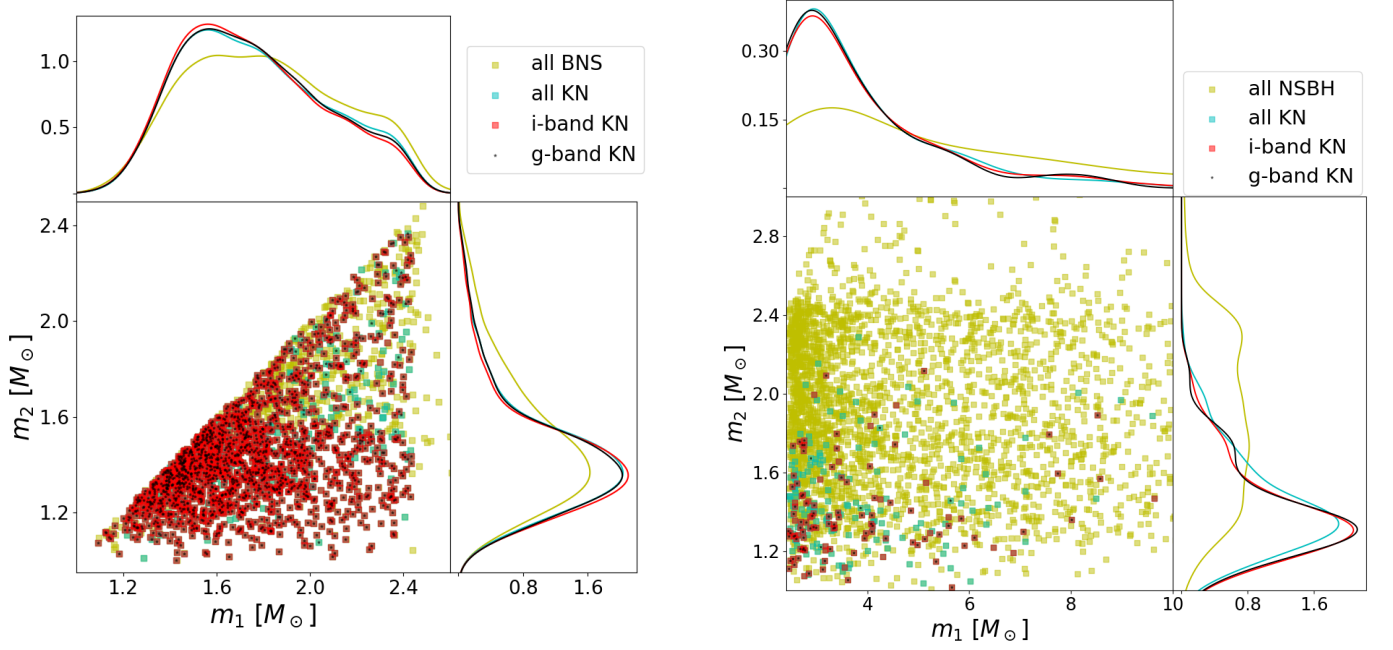 1.0
0.5
all BNS
all KN
i-band KN
g-band KN
2.4
2.0
1.6
1.2
m₂ [M⊙]
1.2
1.6
2.0
2.4
0.8
1.6
m₁ [M⊙]
0.30
0.15
all NSBH
all KN
i-band KN
g-band KN
2.8
2.4
2.0
1.6
1.2
m₂ [M⊙]
4
6
8
10
0
0.8
1.6
m₁ [M⊙]